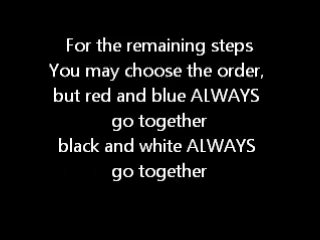 For the remaining steps
You may choose the order,
but red and blue ALWAYS
go together
black and white ALWAYS
go together